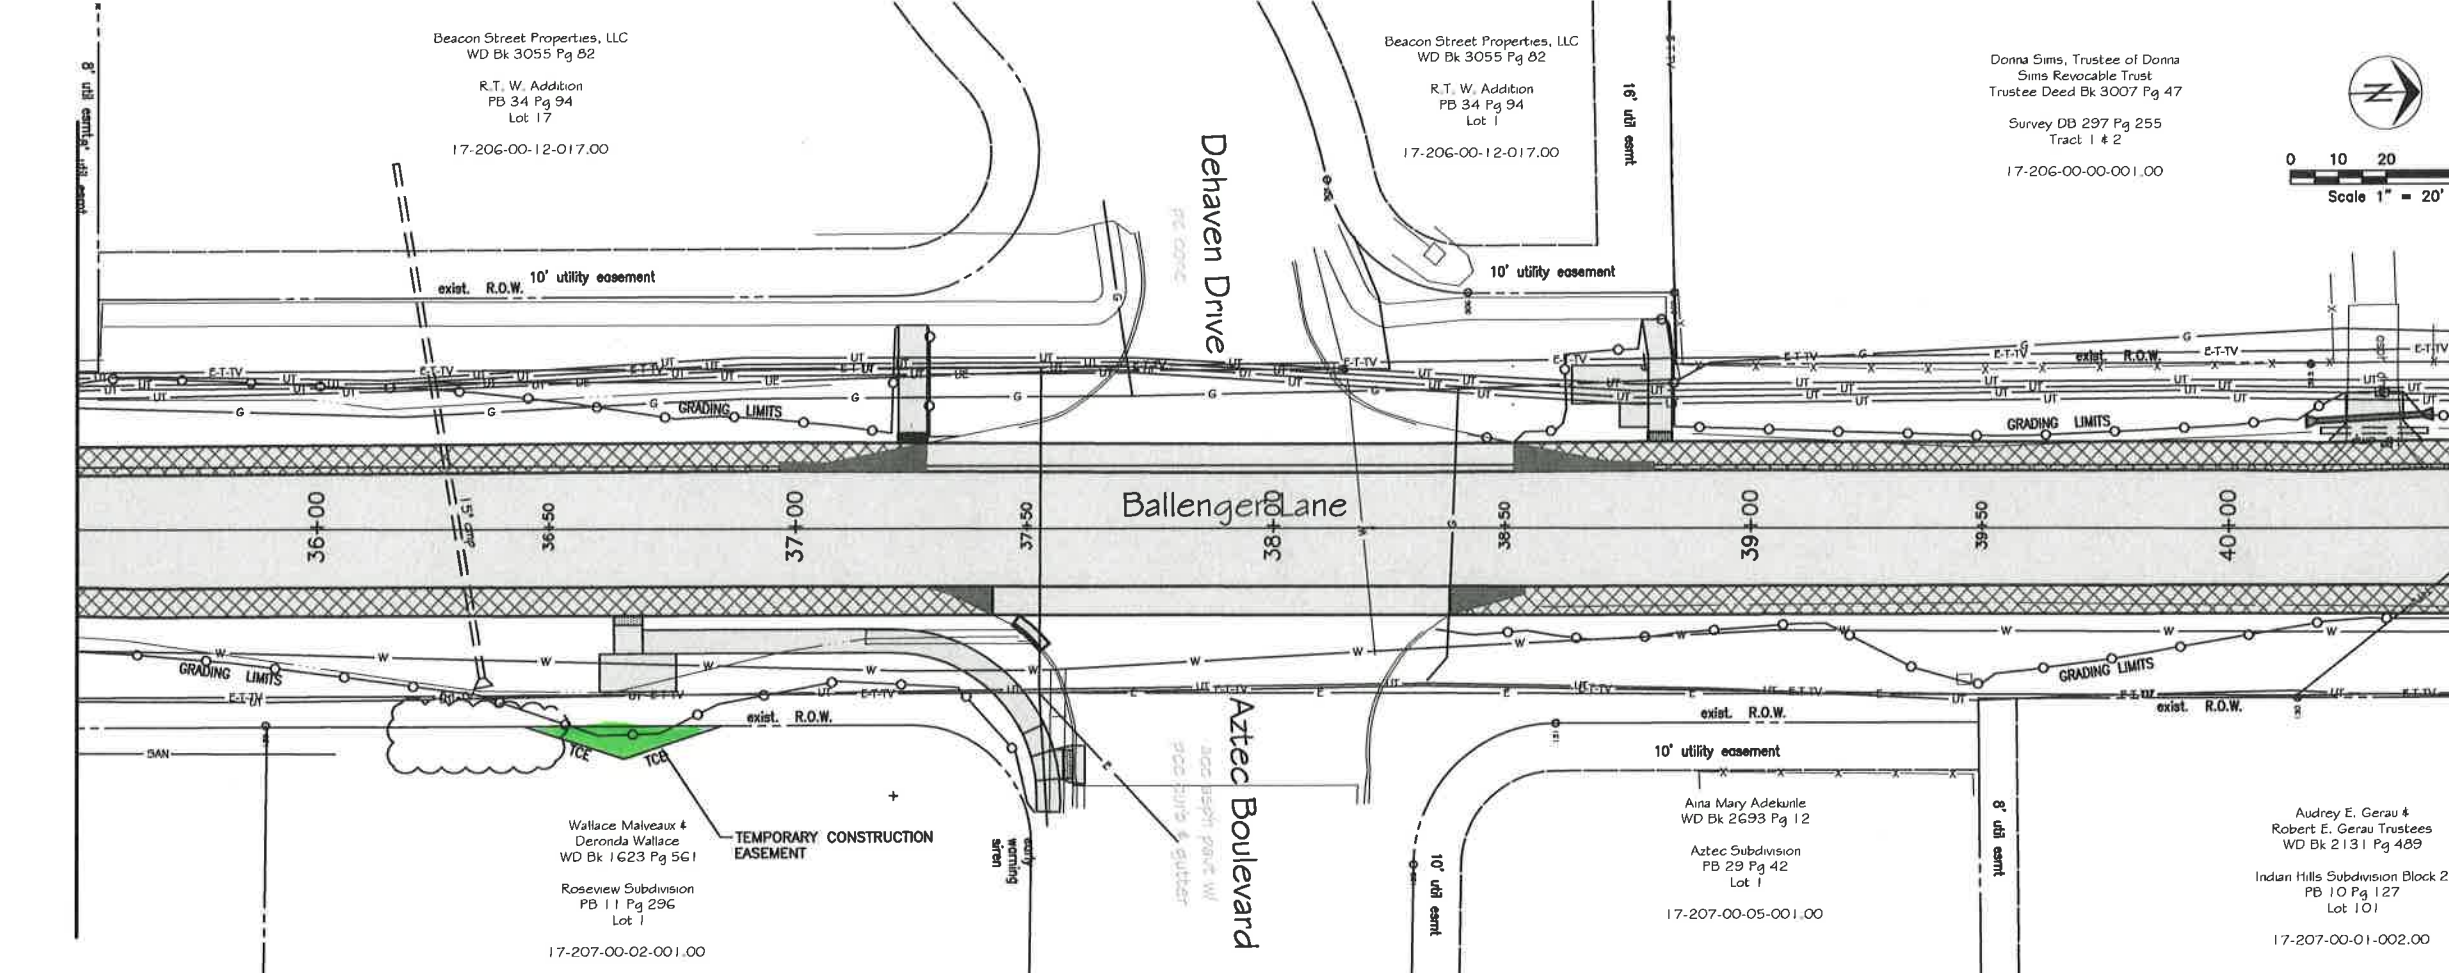 Beacon Street Properties, LLC
WD Bk 3055 Pg 82
R.T. W. Addition
PB 34 Pg 94
Lot 17
17-206-00-12-017.00
Beacon Street Properties, LLC
WD Bk 3055 Pg 82
R.T. W. Addition
PB 34 Pg 94
Lot 1
17-206-00-12-017.00
Donna Sims, Trustee of Donna
Sims Revocable Trust
Trustee Deed Bk 3007 Pg 47
Survey DB 297 Pg 255
Tract 1 & 2
17-206-00-00-001.00
N
0 10 20
Scale 1" = 20'
8' util esmt
8' util esmt
16' util esmt
E-T-TV
Dehaven Drive
exist. R.O.W.
10' utility easement
10' utility easement
exist. R.O.W.
GRADING LIMITS
GRADING LIMITS
36+00
15" cmp
36+50
37+00
37+50
Ballenger Lane
38+00
38+50
39+00
39+50
40+00
GRADING LIMITS
GRADING LIMITS
E-T-TV
exist. R.O.W.
exist. R.O.W.
exist. R.O.W.
SAN
TCE
TCE
TEMPORARY CONSTRUCTION
EASEMENT
10' utility easement
Aztec Boulevard
early
warning
siren
10' util esmt
8' util esmt
Wallace Malveaux &
Deronda Wallace
WD Bk 1623 Pg 561
Roseview Subdivision
PB 11 Pg 296
Lot 1
17-207-00-02-001.00
Aina Mary Adekunle
WD Bk 2693 Pg 12
Aztec Subdivision
PB 29 Pg 42
Lot 1
17-207-00-05-001.00
Audrey E. Gerau &
Robert E. Gerau Trustees
WD Bk 2131 Pg 489
Indian Hills Subdivision Block 2
PB 10 Pg 127
Lot 101
17-207-00-01-002.00